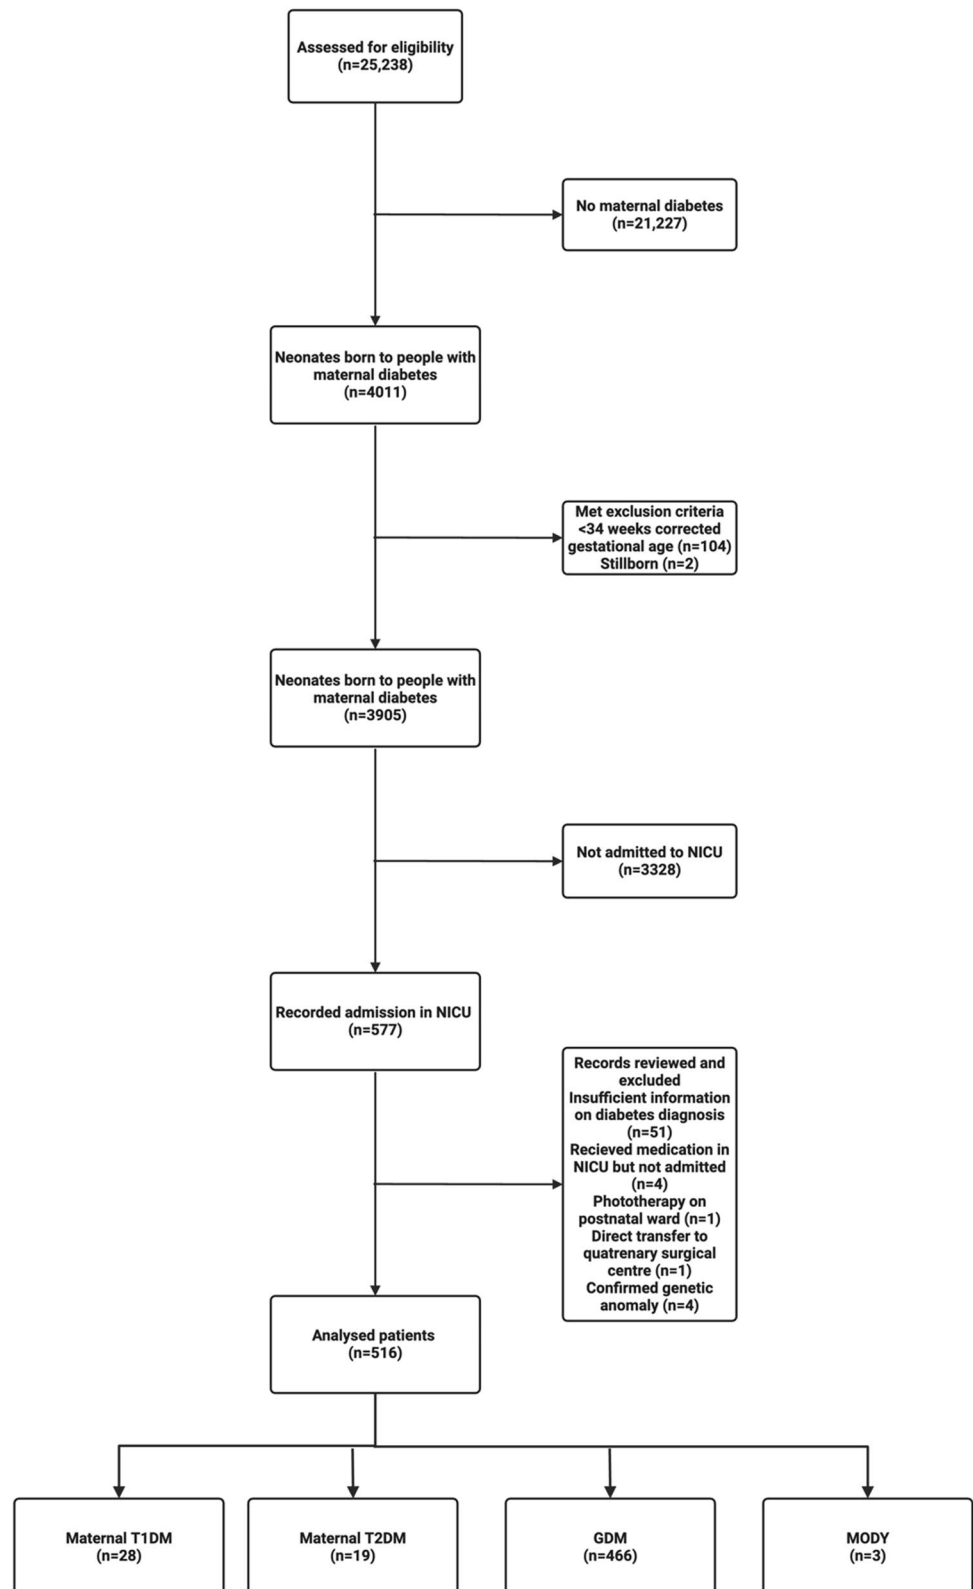 Assessed for eligibility
(n=25,238)
No maternal diabetes
(n=21,227)
Neonates born to people with
maternal diabetes
(n=4011)
Met exclusion criteria
<34 weeks corrected
gestational age (n=104)
Stillborn (n=2)
Neonates born to people with
maternal diabetes
(n=3905)
Not admitted to NICU
(n=3328)
Recorded admission in NICU
(n=577)
Records reviewed and
excluded
Insufficient information
on diabetes diagnosis
(n=51)
Recieved medication in
NICU but not admitted
(n=4)
Phototherapy on
postnatal ward (n=1)
Direct transfer to
quatrenary surgical
centre (n=1)
Confirmed genetic
anomaly (n=4)
Analysed patients
(n=516)
Maternal T1DM
(n=28)
Maternal T2DM
(n=19)
GDM
(n=466)
MODY
(n=3)